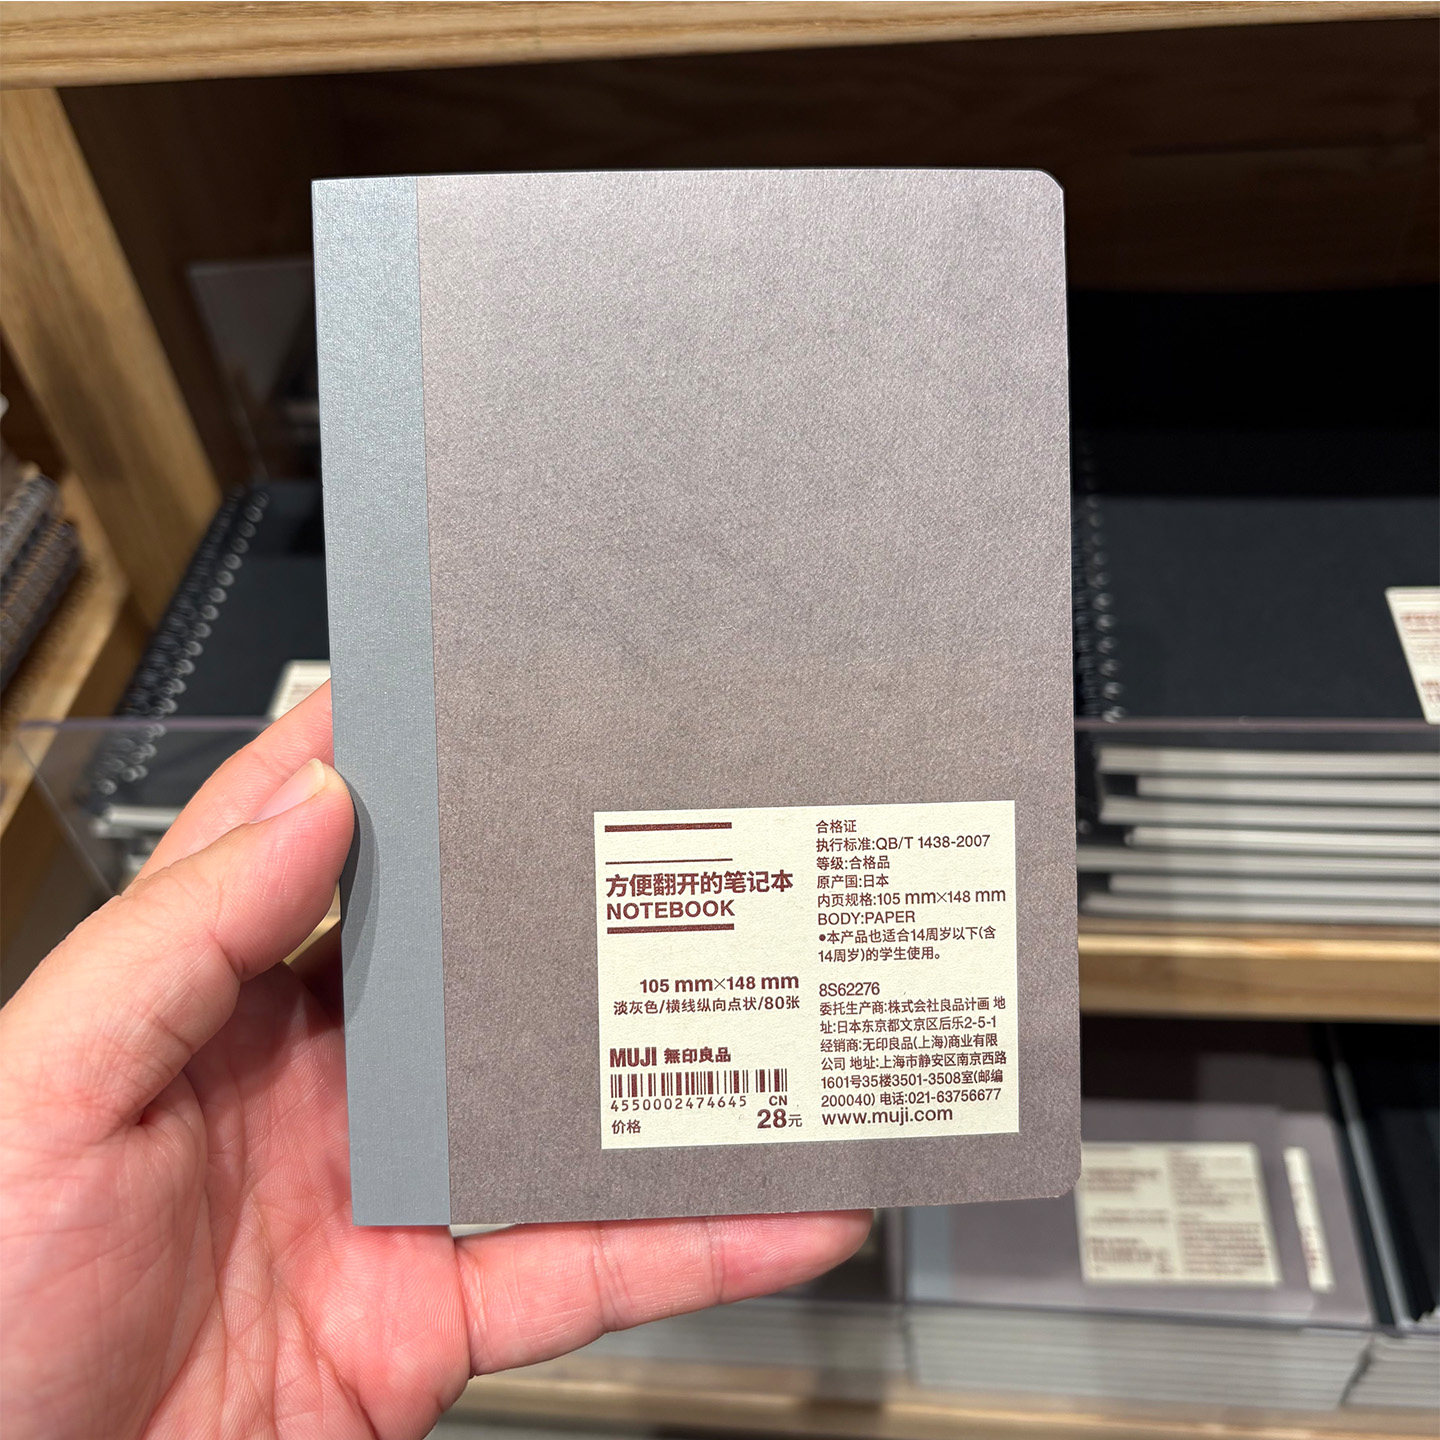 方便翻开的笔记本
NOTEBOOK
105 mm×148 mm
淡灰色/横线纵向点状/80张
MUJI 無印良品
4550002474645 CN
价格 28元
合格证
执行标准:QB/T 1438-2007
等级:合格品
原产国:日本
内页规格:105 mm×148 mm
BODY:PAPER
●本产品也适合14周岁以下(含
14周岁)的学生使用。
8S62276
委托生产商:株式会社良品计画 地
址:日本东京都文京区后乐2-5-1
经销商:无印良品(上海)商业有限
公司 地址:上海市静安区南京西路
1601号35楼3501-3508室(邮编
200040) 电话:021-63756677
www.muji.com